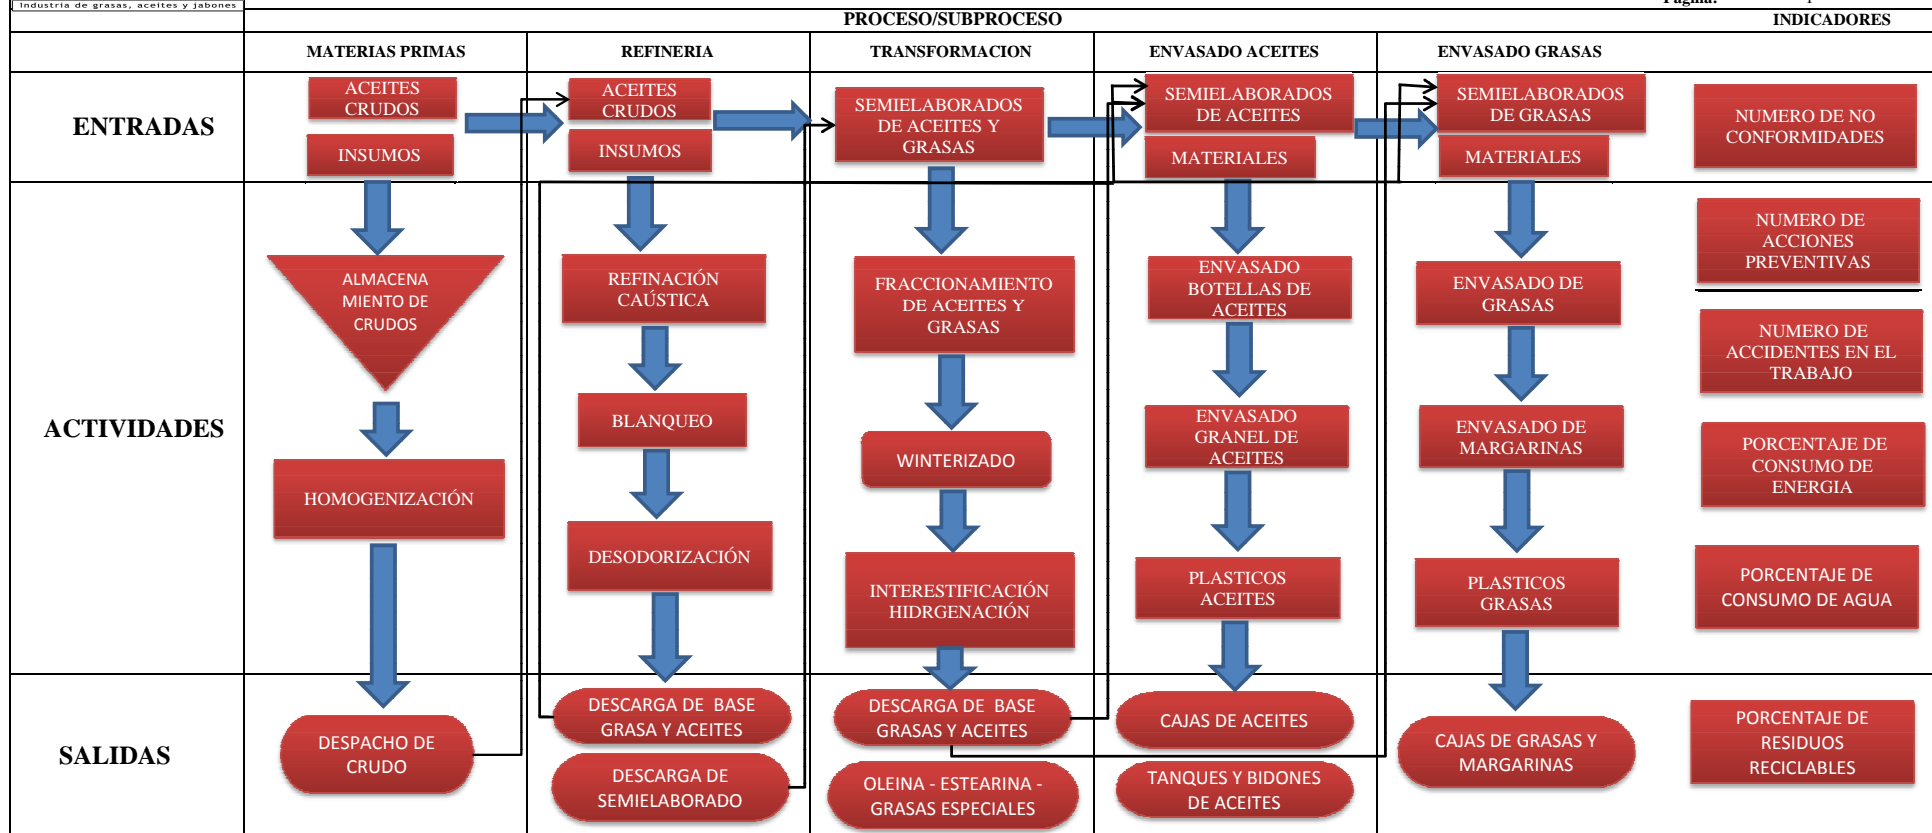 Industria de grasas, aceites y jabones
Página:
PROCESO/SUBPROCESO
INDICADORES
MATERIAS PRIMAS
REFINERIA
TRANSFORMACION
ENVASADO ACEITES
ENVASADO GRASAS
ENTRADAS
ACEITES
CRUDOS
INSUMOS
ACEITES
CRUDOS
INSUMOS
SEMIELABORADOS
DE ACEITES Y
GRASAS
SEMIELABORADOS
DE ACEITES
MATERIALES
SEMIELABORADOS
DE GRASAS
MATERIALES
NUMERO DE NO
CONFORMIDADES
ACTIVIDADES
ALMACENA
MIENTO DE
CRUDOS
HOMOGENIZACIÓN
REFINACIÓN
CAUŚTICA
BLANQUEO
DESODORIZACIÓN
FRACCIONAMIENTO
DE ACEITES Y
GRASAS
WINTERIZADO
INTERESTIFICACIÓN
HIDRGENACIÓN
ENVASADO
BOTELLAS DE
ACEITES
ENVASADO
GRANEL DE
ACEITES
PLASTICOS
ACEITES
ENVASADO DE
GRASAS
ENVASADO DE
MARGARINAS
PLASTICOS
GRASAS
NUMERO DE
ACCIONES
PREVENTIVAS
NUMERO DE
ACCIDENTES EN EL
TRABAJO
PORCENTAJE DE
CONSUMO DE
ENERGIA
PORCENTAJE DE
CONSUMO DE AGUA
SALIDAS
DESPACHO DE
CRUDO
DESCARGA DE BASE
GRASA Y ACEITES
DESCARGA DE
SEMIELABORADO
DESCARGA DE BASE
GRASAS Y ACEITES
OLEINA - ESTEARINA -
GRASAS ESPECIALES
CAJAS DE ACEITES
TANQUES Y BIDONES
DE ACEITES
CAJAS DE GRASAS Y
MARGARINAS
PORCENTAJE DE
RESIDUOS
RECICLABLES